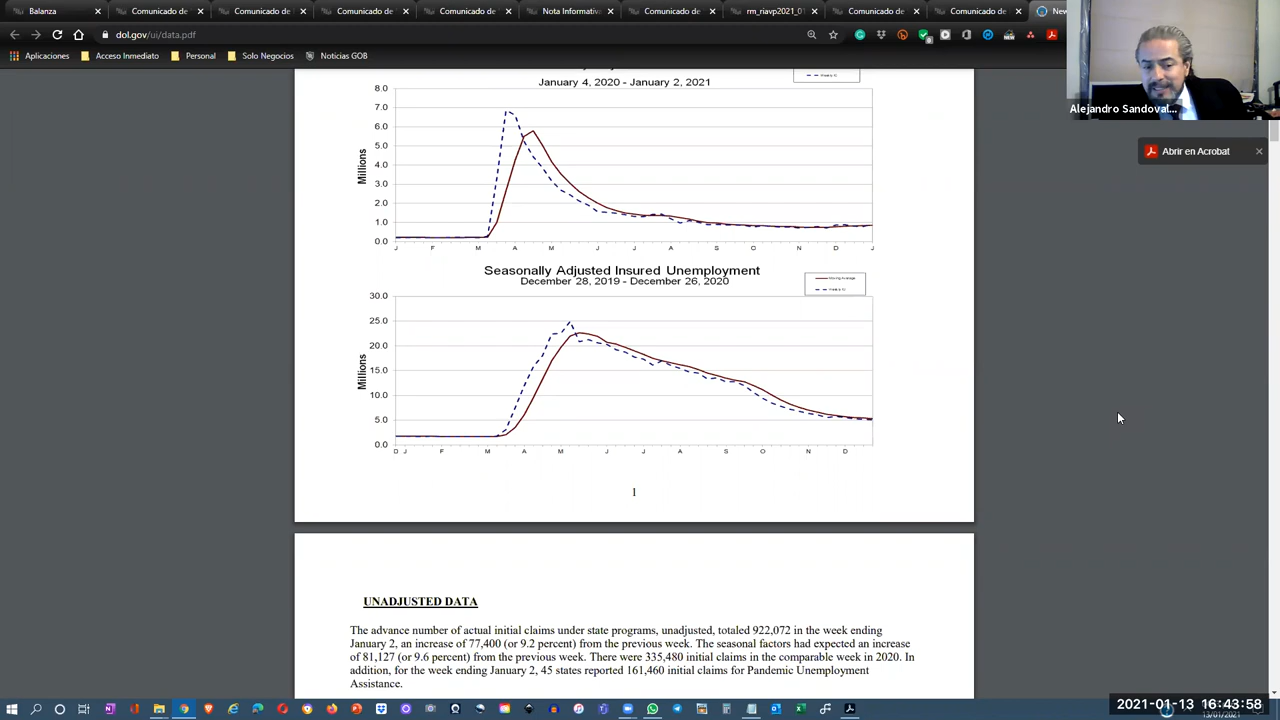 Balanza
Comunicado de
Comunicado de
Comunicado de
Comunicado de
Nota Informativ
Comunicado de
rm_riavp2021_01
Comunicado de
Comunicado de
New
dol.gov/ui/data.pdf
Aplicaciones
Acceso Inmediato
Personal
Solo Negocios
Noticias GOB
Alejandro Sandoval...
Abrir en Acrobat
January 4, 2020 - January 2, 2021
8.0
7.0
6.0
5.0
4.0
3.0
2.0
1.0
0.0
Millions
J F M A M J J A S O N D J
Seasonally Adjusted Insured Unemployment
December 28, 2019 - December 26, 2020
Moving Average
30.0
25.0
20.0
15.0
10.0
5.0
0.0
Millions
D J F M A M J J A S O N D
1
UNADJUSTED DATA
The advance number of actual initial claims under state programs, unadjusted, totaled 922,072 in the week ending
January 2, an increase of 77,400 (or 9.2 percent) from the previous week. The seasonal factors had expected an increase
of 81,127 (or 9.6 percent) from the previous week. There were 335,480 initial claims in the comparable week in 2020. In
addition, for the week ending January 2, 45 states reported 161,460 initial claims for Pandemic Unemployment
Assistance.
2021-01-13 16:43:58
13/01/2021